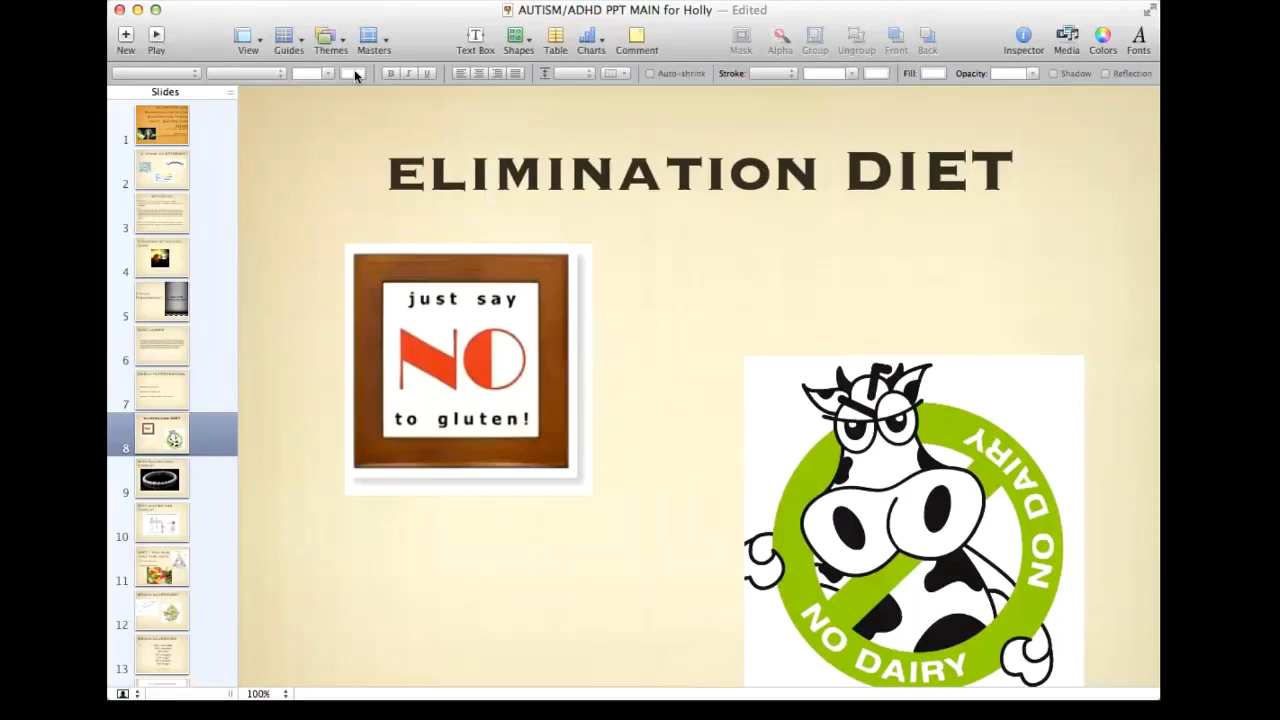 AUTISM/ADHD PPT MAIN for Holly — Edited
New Play View Guides Themes Masters Text Box Shapes Table Charts Comment Mask Alpha Group Ungroup Front Back Inspector Media Colors Fonts
B I U Auto-shrink Stroke: Fill: Opacity: Shadow Reflection
Slides
1
2
3
4
5
6
7
8
9
10
11
12
13
ELIMINATION DIET
just say
NO
to gluten!
NO DAIRY
NO DAIRY
100%